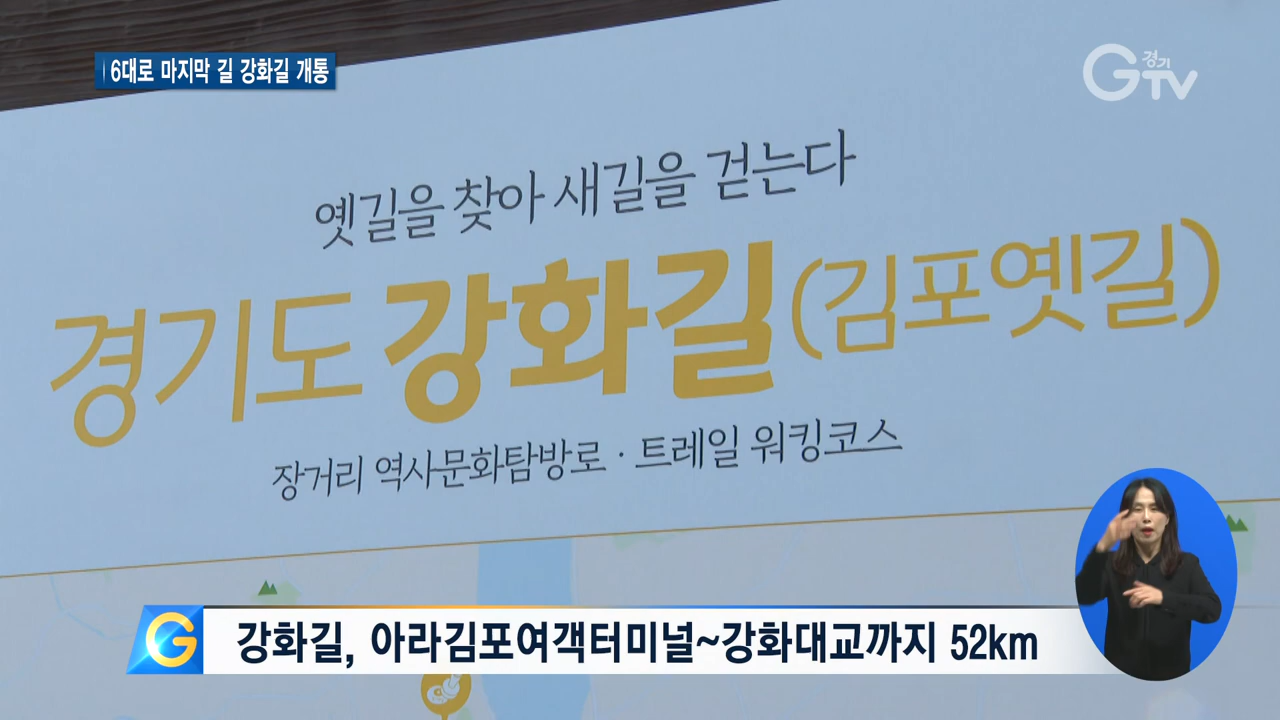 6대로 마지막 길 강화길 개통
경기
GTV
옛길을 찾아 새길을 걷는다
경기도 강화길 (김포옛길)
장거리 역사문화탐방로 · 트레일 워킹코스
G
강화길, 아라김포여객터미널~강화대교까지 52km